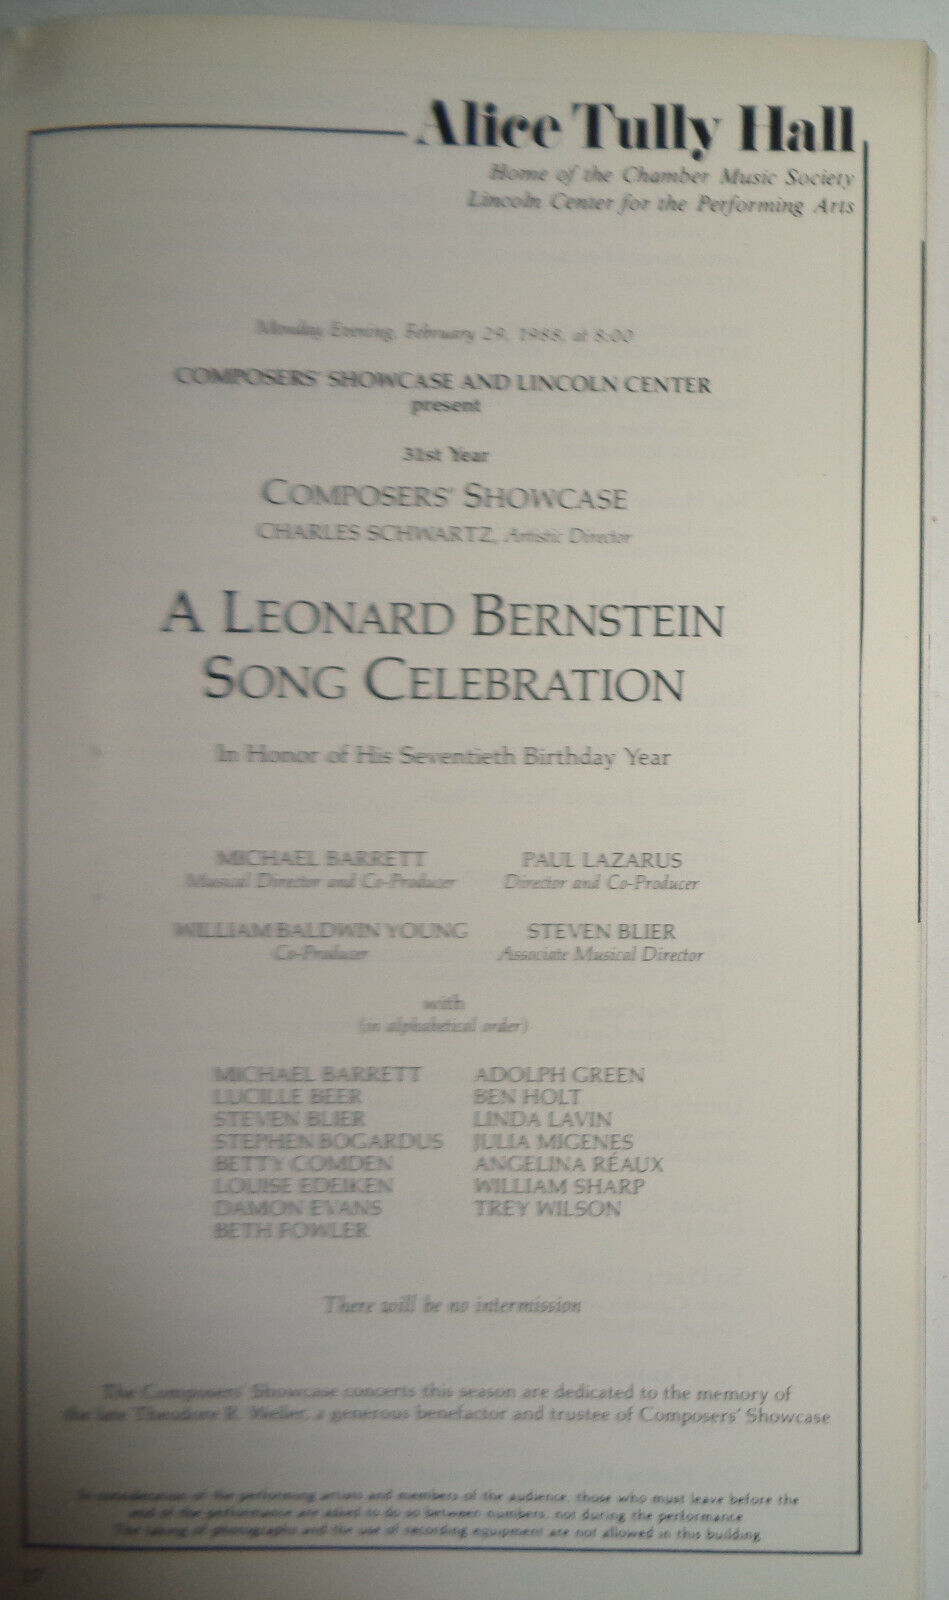 Alice Tully Hall
Home of the Chamber Music Society
Lincoln Center for the Performing Arts
Monday Evening, February 29, 1988, at 8:00
COMPOSERS' SHOWCASE AND LINCOLN CENTER
present
31st Year
COMPOSERS' SHOWCASE
CHARLES SCHWARTZ, Artistic Director
A LEONARD BERNSTEIN
SONG CELEBRATION
In Honor of His Seventieth Birthday Year
MICHAEL BARRETT
Musical Director and Co-Producer
PAUL LAZARUS
Director and Co-Producer
WILLIAM BALDWIN YOUNG
Co-Producer
STEVEN BLIER
Associate Musical Director
with
(in alphabetical order)
MICHAEL BARRETT
LUCILLE BEER
STEVEN BLIER
STEPHEN BOGARDUS
BETTY COMDEN
LOUISE EDEIKEN
DAMON EVANS
BETH FOWLER
ADOLPH GREEN
BEN HOLT
LINDA LAVIN
JULIA MIGENES
ANGELINA RÉAUX
WILLIAM SHARP
TREY WILSON
There will be no intermission
The Composers' Showcase concerts this season are dedicated to the memory of
the late Theodore R. Weller, a generous benefactor and trustee of Composers' Showcase
In consideration of the performing artists and members of the audience, those who must leave before the
end of the performance are asked to do so between numbers, not during the performance.
The taking of photographs and the use of recording equipment are not allowed in this building.